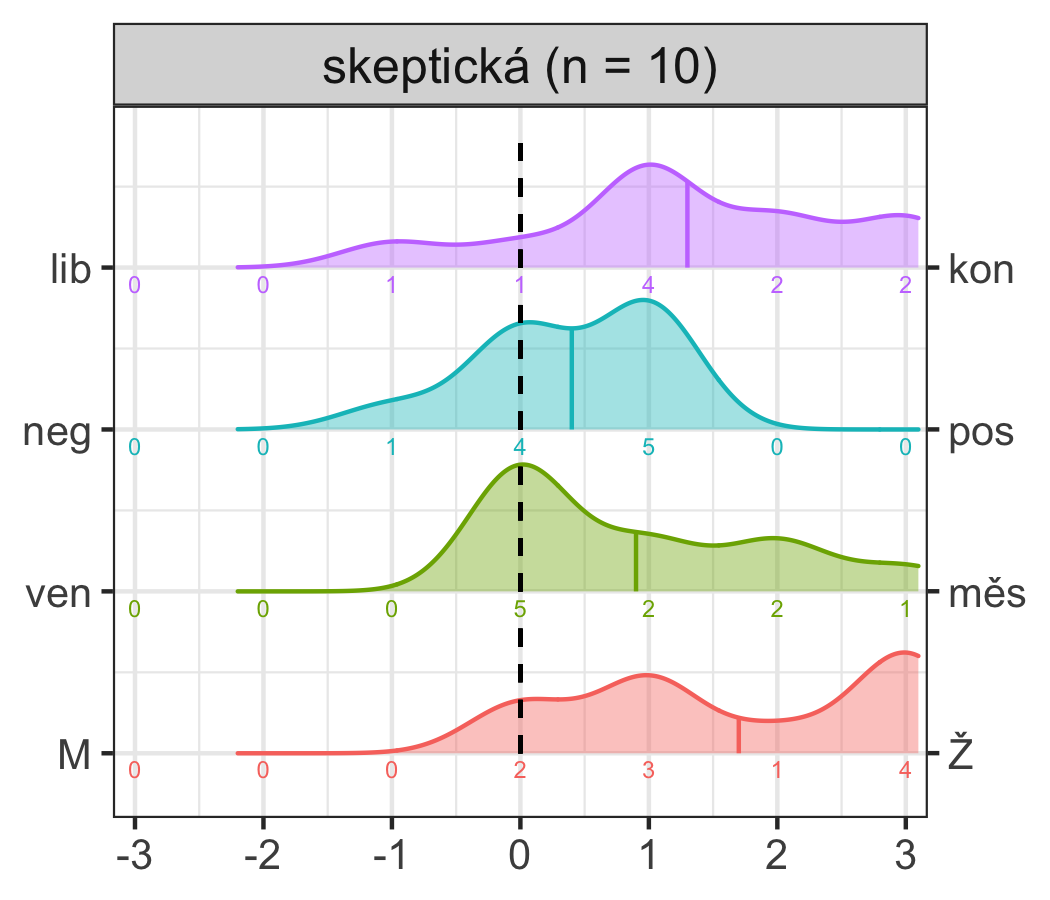 skeptická (n = 10)
lib kon
0 0 1 1 4 2 2
neg pos
0 0 1 4 5 0 0
ven měs
0 0 0 5 2 2 1
M Ž
0 0 0 2 3 1 4
-3 -2 -1 0 1 2 3